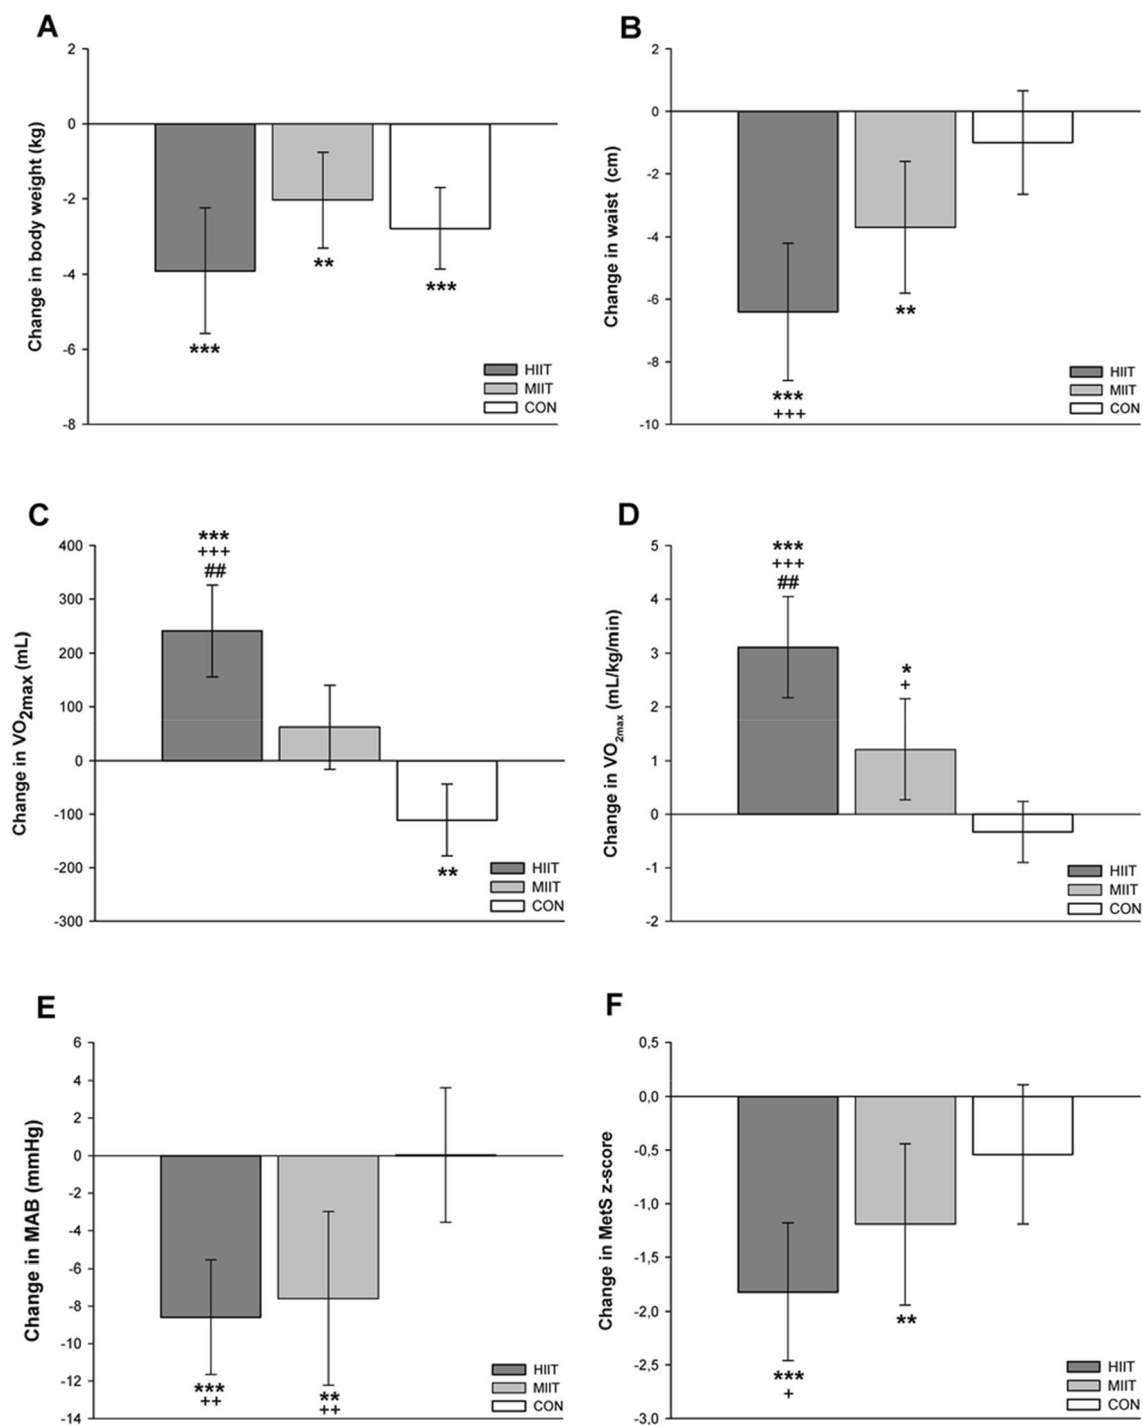 A
2
0
-2
-4
-6
-8
Change in body weight (kg)
***
**
***
HIIT
MIIT
CON
B
2
0
-2
-4
-6
-8
-10
Change in waist (cm)
***
+++
**
HIIT
MIIT
CON
C
400
300
200
100
0
-100
-200
-300
Change in VO2max (mL)
***
+++
##
**
HIIT
MIIT
CON
D
5
4
3
2
1
0
-1
-2
Change in VO2max (mL/kg/min)
***
+++
##
*
+
HIIT
MIIT
CON
E
6
4
2
0
-2
-4
-6
-8
-10
-12
-14
Change in MAB (mmHg)
***
++
**
++
HIIT
MIIT
CON
F
0,5
0,0
-0,5
-1,0
-1,5
-2,0
-2,5
-3,0
Change in MetS z-score
***
+
**
HIIT
MIIT
CON